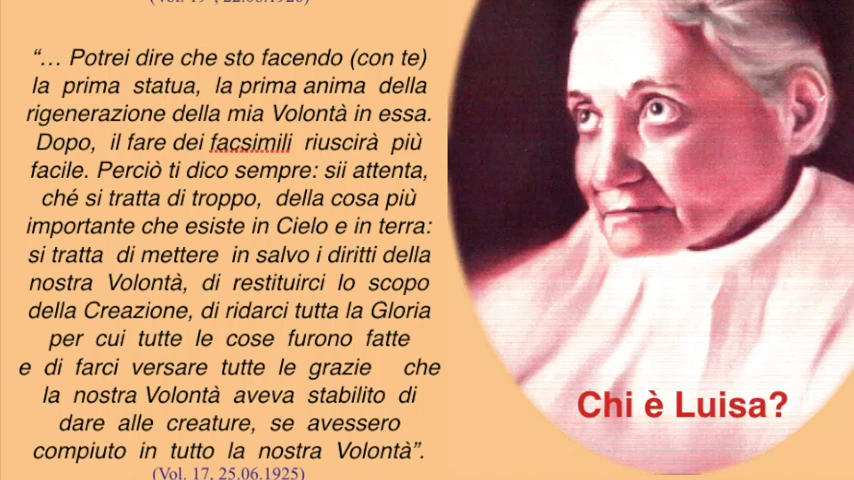 (Vol. 19°, 22.08.1926)
“… Potrei dire che sto facendo (con te)
la prima statua, la prima anima della
rigenerazione della mia Volontà in essa.
Dopo, il fare dei facsimili riuscirà più
facile. Perciò ti dico sempre: sii attenta,
ché si tratta di troppo, della cosa più
importante che esiste in Cielo e in terra:
si tratta di mettere in salvo i diritti della
nostra Volontà, di restituirci lo scopo
della Creazione, di ridarci tutta la Gloria
per cui tutte le cose furono fatte
e di farci versare tutte le grazie che
la nostra Volontà aveva stabilito di
dare alle creature, se avessero
compiuto in tutto la nostra Volontà”.
(Vol. 17, 25.06.1925)
Chi è Luisa?